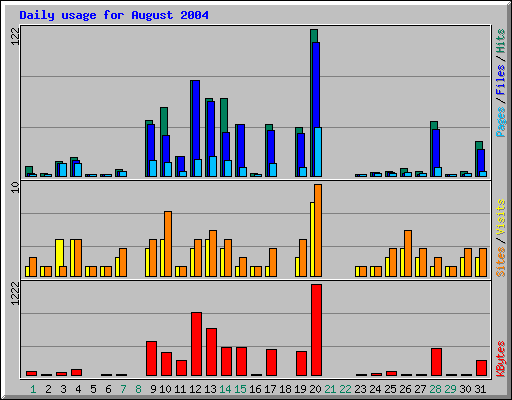 Daily usage for August 2004
122
Pages / Files / Hits
10
Sites / Visits
1222
KBytes
1 2 3 4 5 6 7 8 9 10 11 12 13 14 15 16 17 18 19 20 21 22 23 24 25 26 27 28 29 30 31